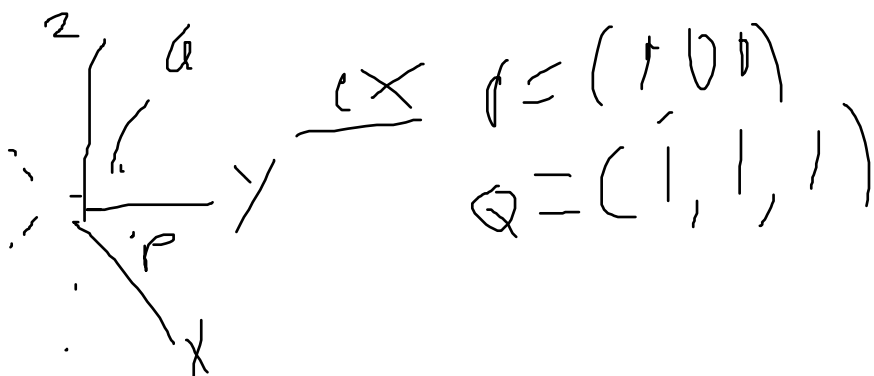 z
Q
ex
P = (1 0 0)
Y
Q = (1, 1, 1)
P
X